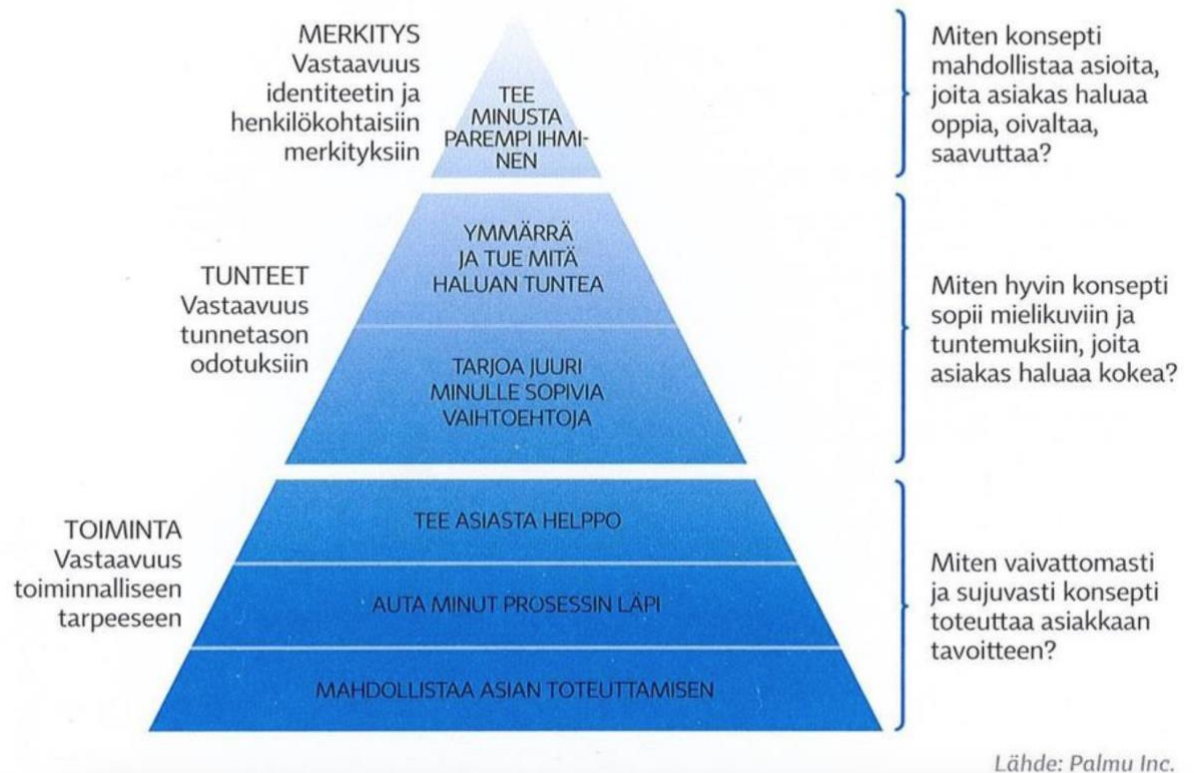 MERKITYS
Vastaavuus
identiteetin ja
henkilökohtaisiin
merkityksiin
TEE
MINUSTA
PAREMPI IHMI-
NEN
Miten konsepti
mahdollistaa asioita,
joita asiakas haluaa
oppia, oivaltaa,
saavuttaa?
TUNTEET
Vastaavuus
tunnetason
odotuksiin
YMMÄRRÄ
JA TUE MITÄ
HALUAN TUNTEA
TARJOA JUURI
MINULLE SOPIVIA
VAIHTOEHTOJA
Miten hyvin konsepti
sopii mielikuviin ja
tuntemuksiin, joita
asiakas haluaa kokea?
TOIMINTA
Vastaavuus
toiminnalliseen
tarpeeseen
TEE ASIASTA HELPPO
AUTA MINUT PROSESSIN LÄPI
MAHDOLLISTAA ASIAN TOTEUTTAMISEN
Miten vaivattomasti
ja sujuvasti konsepti
toteuttaa asiakkaan
tavoitteen?
Lähde: Palmu Inc.